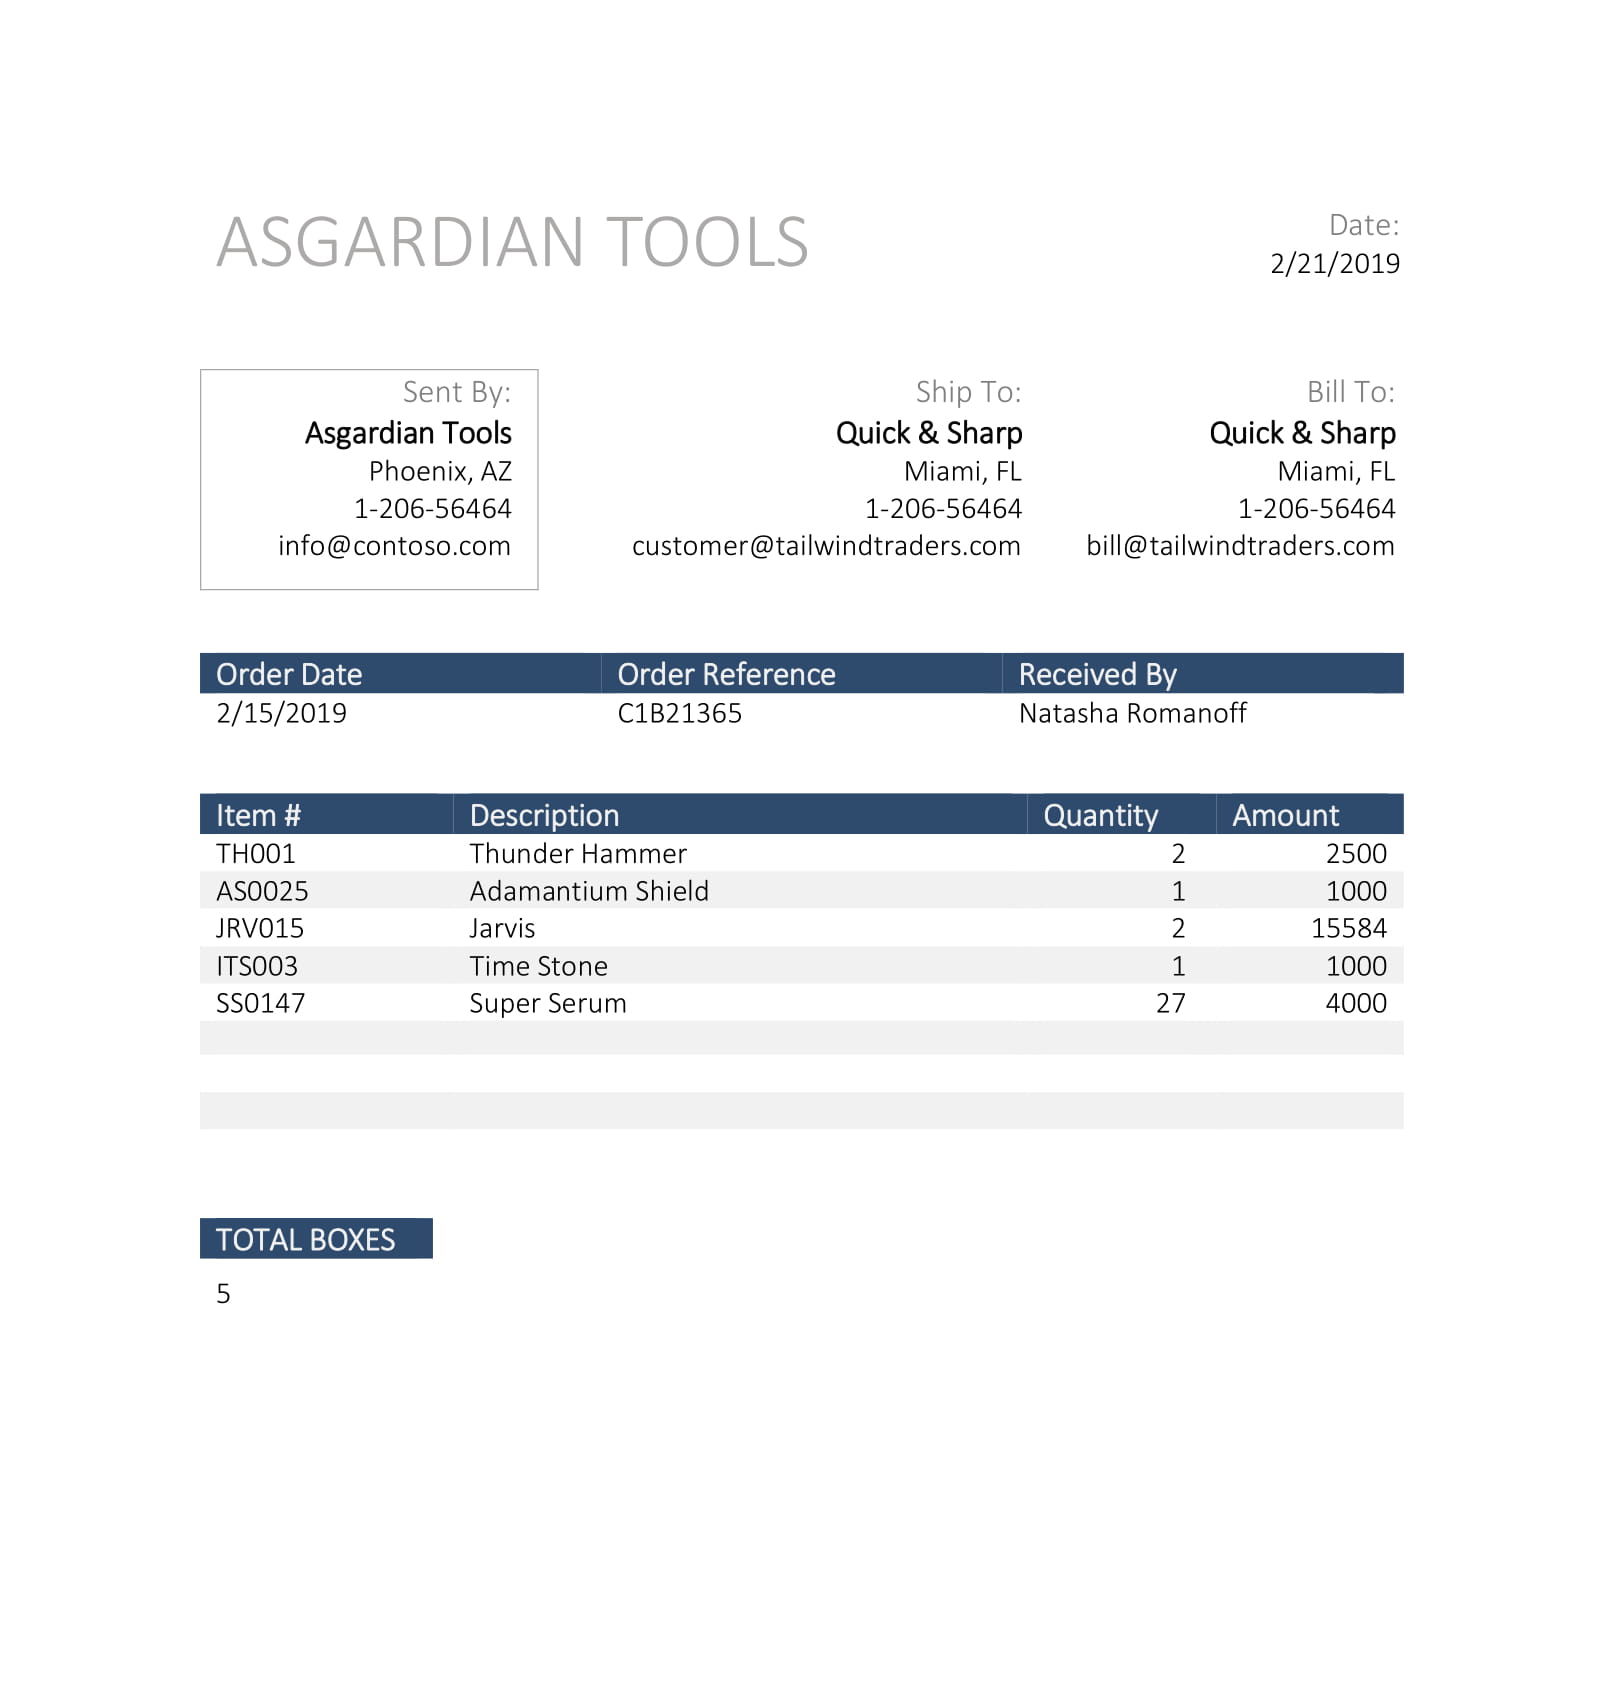 ASGARDIAN TOOLS
Date:
2/21/2019
Sent By:
Asgardian Tools
Phoenix, AZ
1-206-56464
info@contoso.com
Ship To:
Quick & Sharp
Miami, FL
1-206-56464
customer@tailwindtraders.com
Bill To:
Quick & Sharp
Miami, FL
1-206-56464
bill@tailwindtraders.com
Order Date Order Reference Received By
2/15/2019 C1B21365 Natasha Romanoff
Item # Description Quantity Amount
TH001 Thunder Hammer 2 2500
AS0025 Adamantium Shield 1 1000
JRV015 Jarvis 2 15584
ITS003 Time Stone 1 1000
SS0147 Super Serum 27 4000
TOTAL BOXES
5